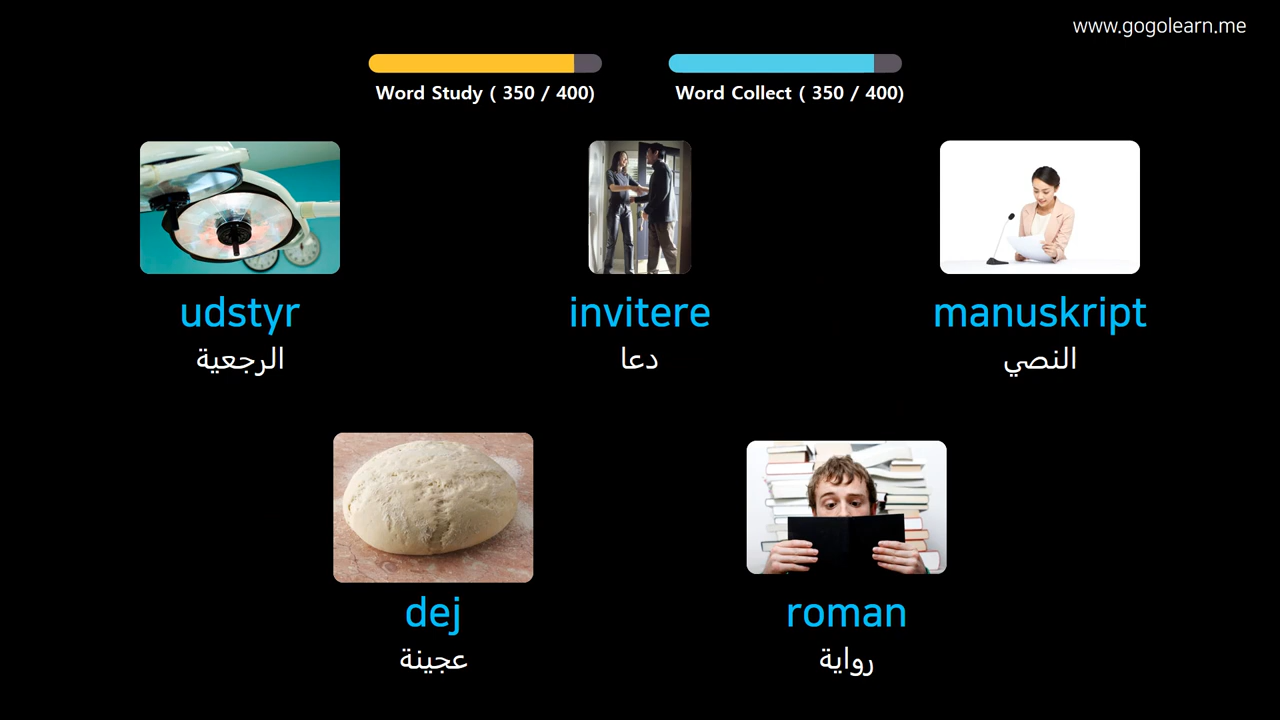 www.gogolearn.me
Word Study ( 350 / 400)
Word Collect ( 350 / 400)
udstyr
الرجعية
invitere
دعا
manuskript
النصي
dej
عجينة
roman
رواية